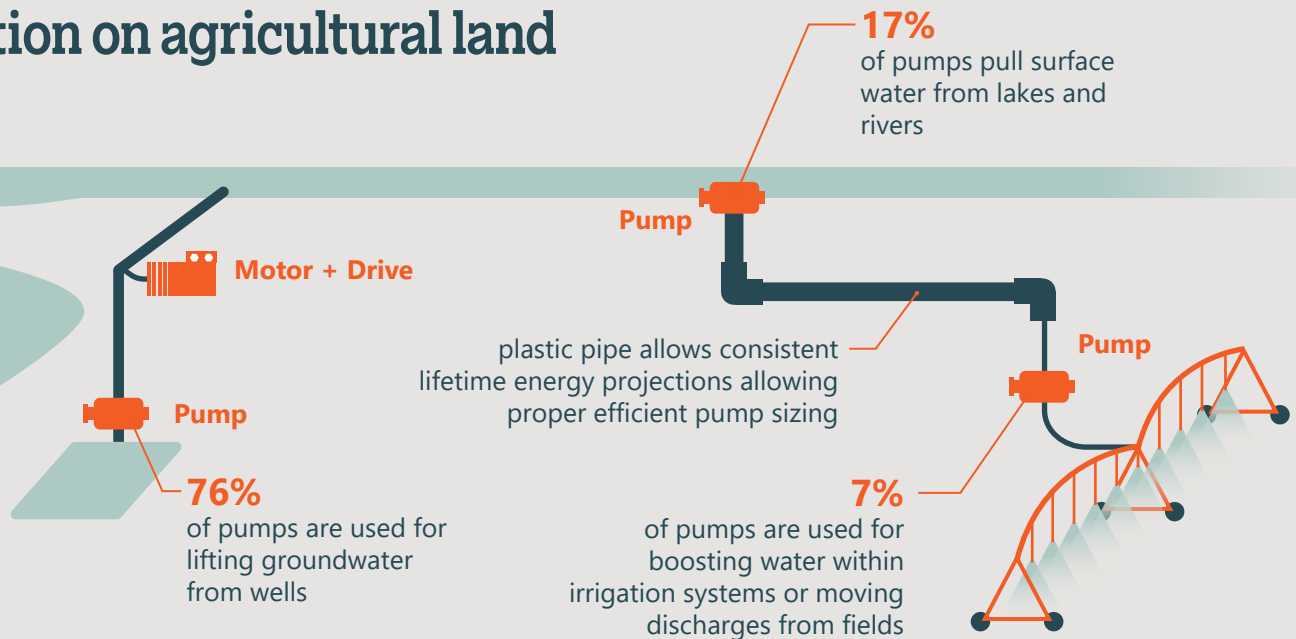 on agricultural land
17%
of pumps pull surface
water from lakes and
rivers
Pump
Motor + Drive
plastic pipe allows consistent
lifetime energy projections allowing
proper efficient pump sizing
Pump
Pump
76%
of pumps are used for
lifting groundwater
from wells
7%
of pumps are used for
boosting water within
irrigation systems or moving
discharges from fields